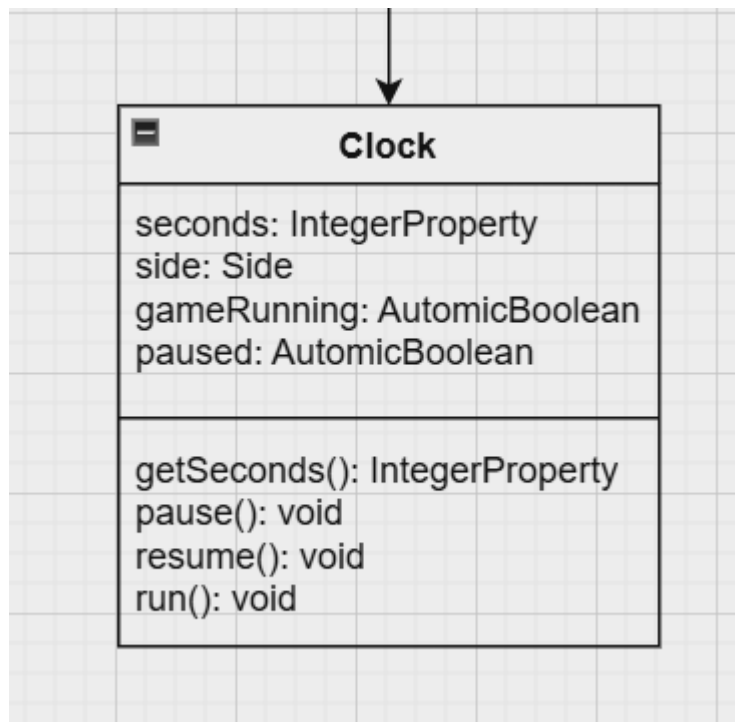 Clock
seconds: IntegerProperty
side: Side
gameRunning: AutomicBoolean
paused: AutomicBoolean
getSeconds(): IntegerProperty
pause(): void
resume(): void
run(): void